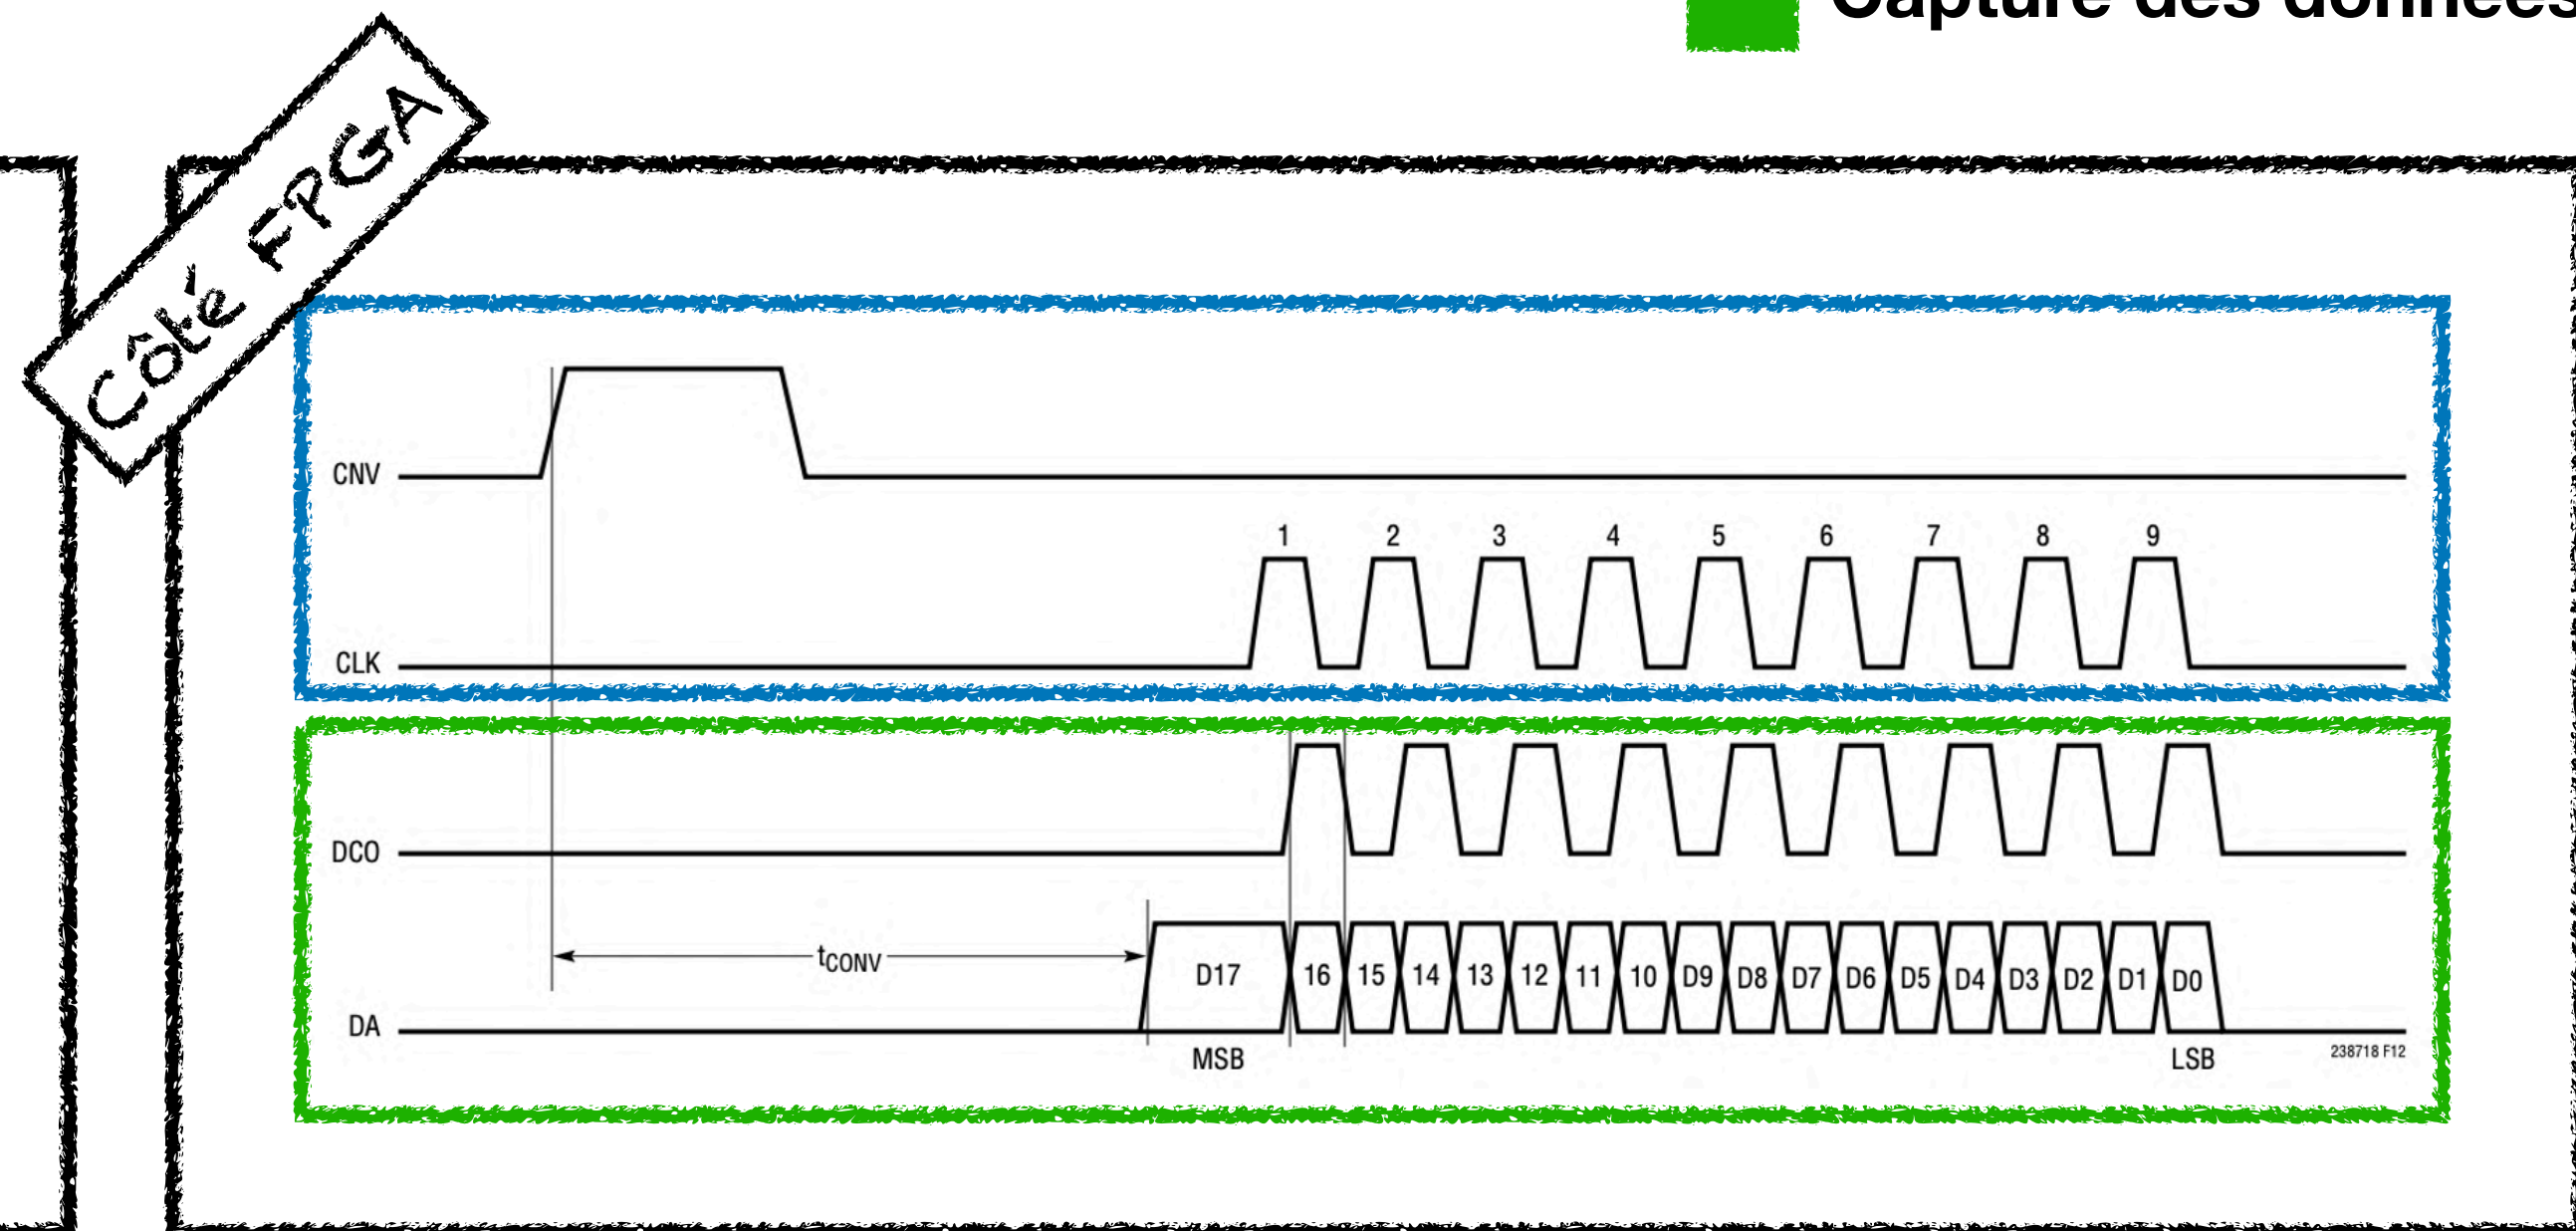 Capture des données
Côté FPGA
CNV
1 2 3 4 5 6 7 8 9
CLK
DCO
tCONV
D17 16 15 14 13 12 11 10 D9 D8 D7 D6 D5 D4 D3 D2 D1 D0
DA
MSB LSB
238718 F12